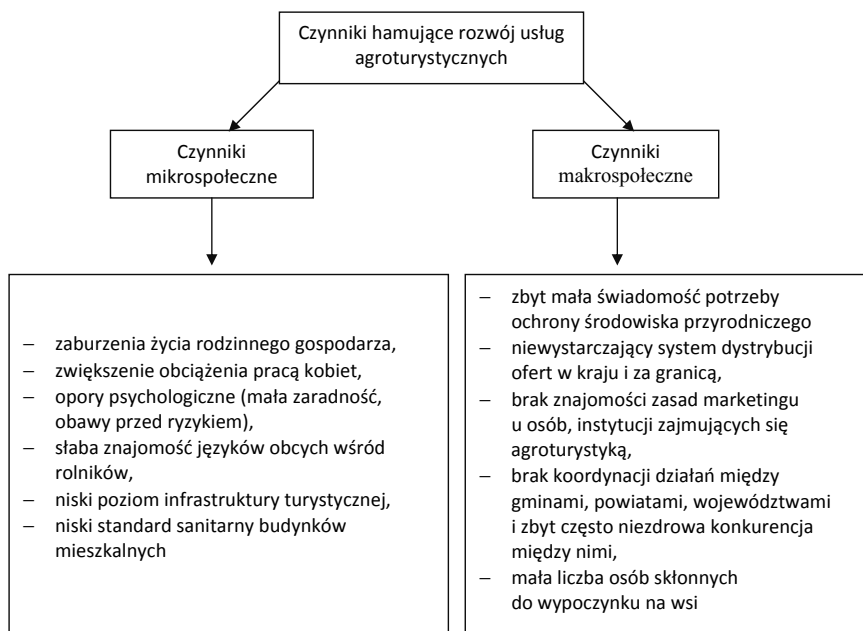 Czynniki hamujące rozwój usług
agroturystycznych
Czynniki
mikrospołeczne
Czynniki
makrospołeczne
– zaburzenia życia rodzinnego gospodarza,
– zwiększenie obciążenia pracą kobiet,
– opory psychologiczne (mała zaradność,
obawy przed ryzykiem),
– słaba znajomość języków obcych wśród
rolników,
– niski poziom infrastruktury turystycznej,
– niski standard sanitarny budynków
mieszkalnych
– zbyt mała świadomość potrzeby
ochrony środowiska przyrodniczego
– niewystarczający system dystrybucji
ofert w kraju i za granicą,
– brak znajomości zasad marketingu
u osób, instytucji zajmujących się
agroturystyką,
– brak koordynacji działań między
gminami, powiatami, województwami
i zbyt często niezdrowa konkurencja
między nimi,
– mała liczba osób skłonnych
do wypoczynku na wsi